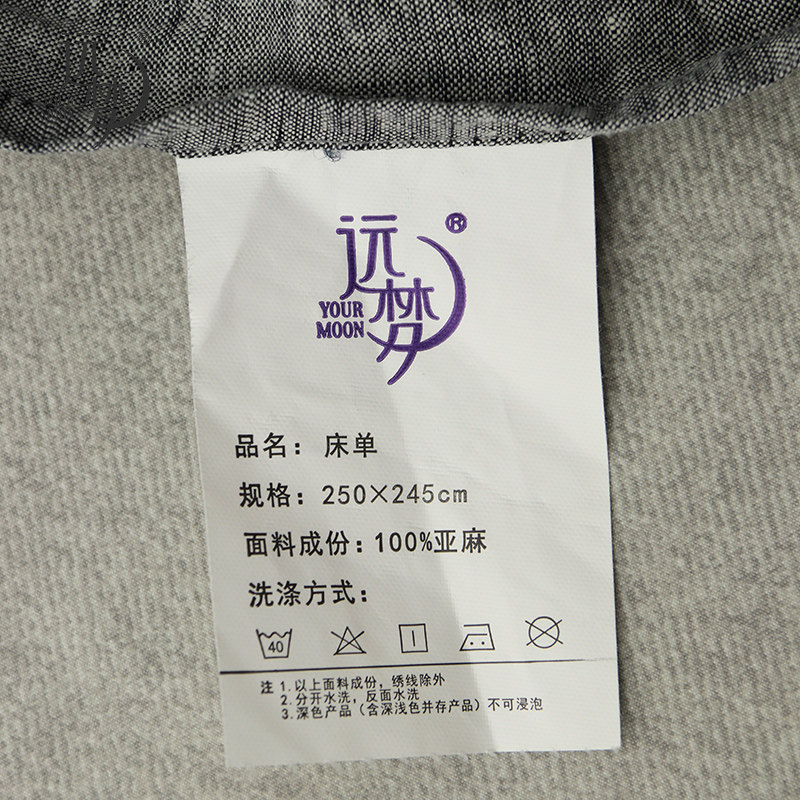 远梦®
YOUR
MOON
品名：床单
规格：250×245cm
面料成份：100%亚麻
洗涤方式：
40
注 1.以上面料成份，绣线除外
2.分开水洗，反面水洗
3.深色产品（含深浅色并存产品）不可浸泡